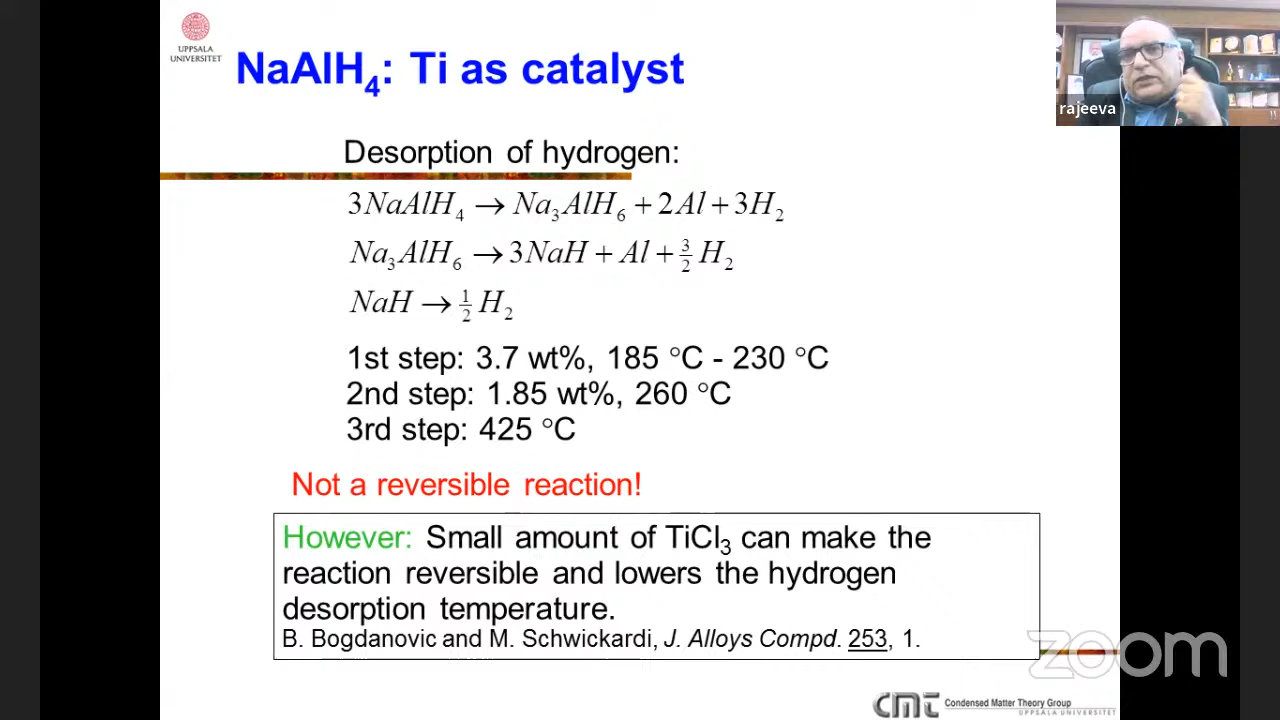 UPPSALA
UNIVERSITET
NaAlH₄: Ti as catalyst
rajeeva
Desorption of hydrogen:
3NaAlH₄ → Na₃AlH₆ + 2Al + 3H₂
Na₃AlH₆ → 3NaH + Al + 3/2 H₂
NaH → 1/2 H₂
1st step: 3.7 wt%, 185 °C - 230 °C
2nd step: 1.85 wt%, 260 °C
3rd step: 425 °C
Not a reversible reaction!
However: Small amount of TiCl₃ can make the
reaction reversible and lowers the hydrogen
desorption temperature.
B. Bogdanovic and M. Schwickardi, J. Alloys Compd. 253, 1.
zoom
CMT Condensed Matter Theory Group
UPPSALA UNIVERSITET